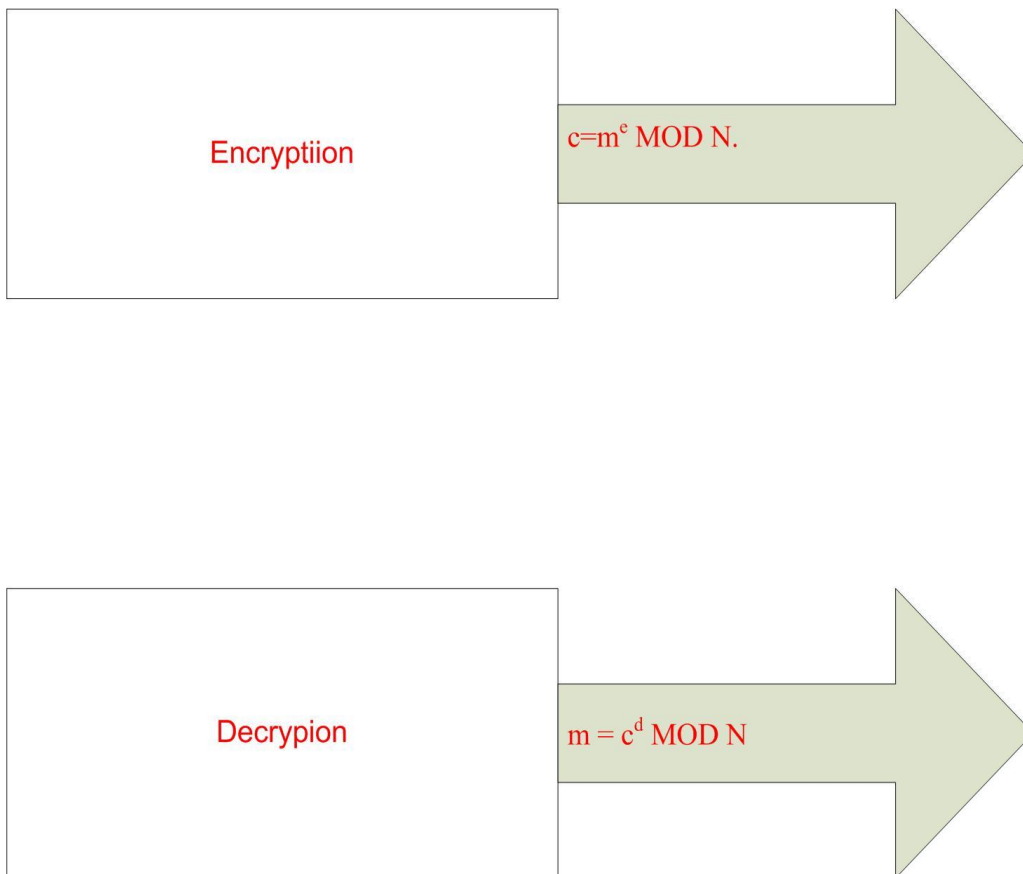 Encryptiion
c=m^e MOD N.
Decrypion
m = c^d MOD N